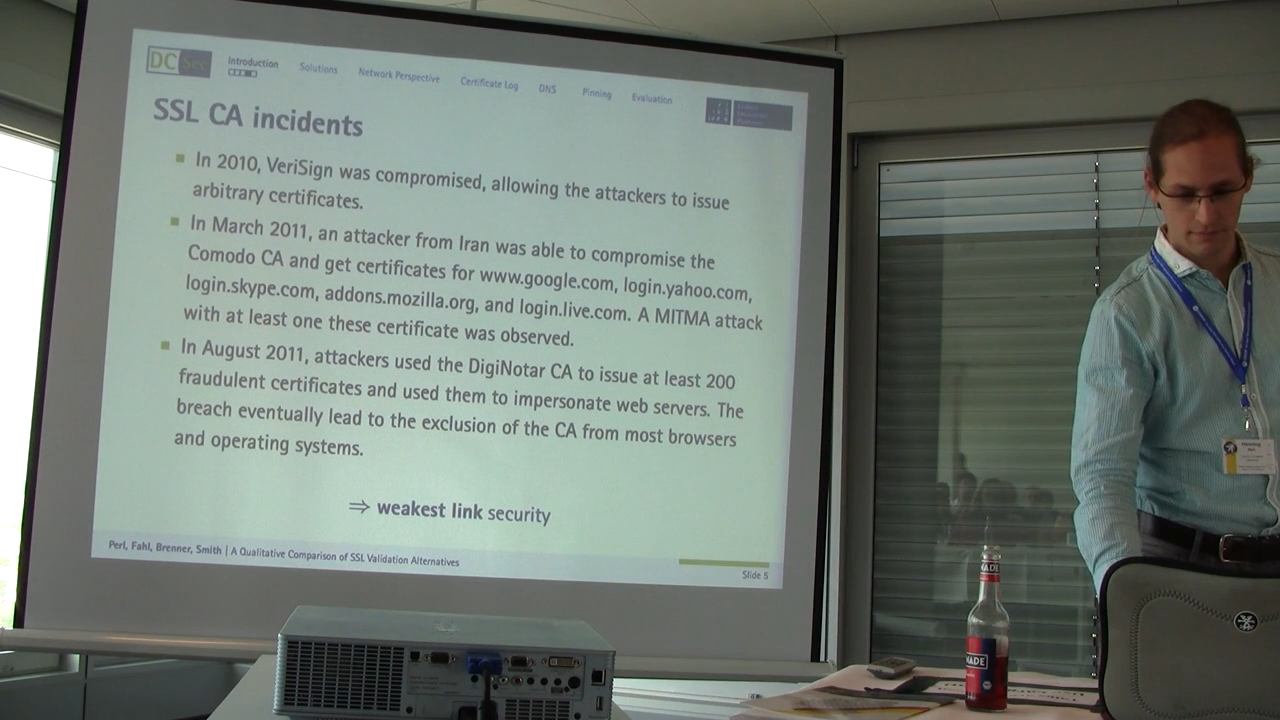 DC Sec
Introduction Solutions Network Perspective Certificate Log DNS Pinning Evaluation
SSL CA incidents
In 2010, VeriSign was compromised, allowing the attackers to issue
arbitrary certificates.
In March 2011, an attacker from Iran was able to compromise the
Comodo CA and get certificates for www.google.com, login.yahoo.com,
login.skype.com, addons.mozilla.org, and login.live.com. A MITMA attack
with at least one these certificate was observed.
In August 2011, attackers used the DigiNotar CA to issue at least 200
fraudulent certificates and used them to impersonate web servers. The
breach eventually lead to the exclusion of the CA from most browsers
and operating systems.
⇒ weakest link security
Perl, Fahl, Brenner, Smith | A Qualitative Comparison of SSL Validation Alternatives
Slide 5
NADE